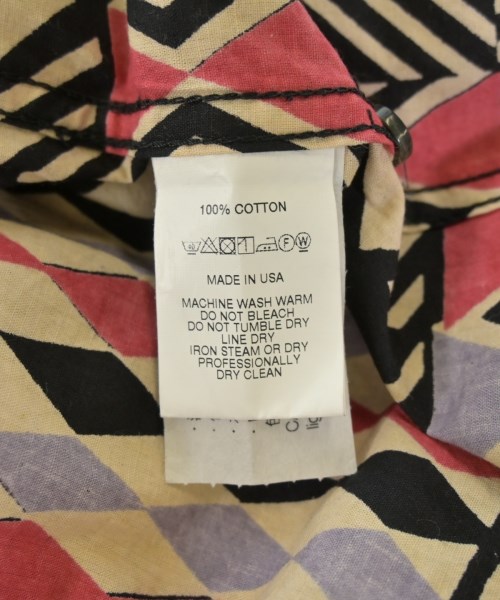 100% COTTON
40 F W
MADE IN USA
MACHINE WASH WARM
DO NOT BLEACH
DO NOT TUMBLE DRY
LINE DRY
IRON STEAM OR DRY
PROFESSIONALLY
DRY CLEAN